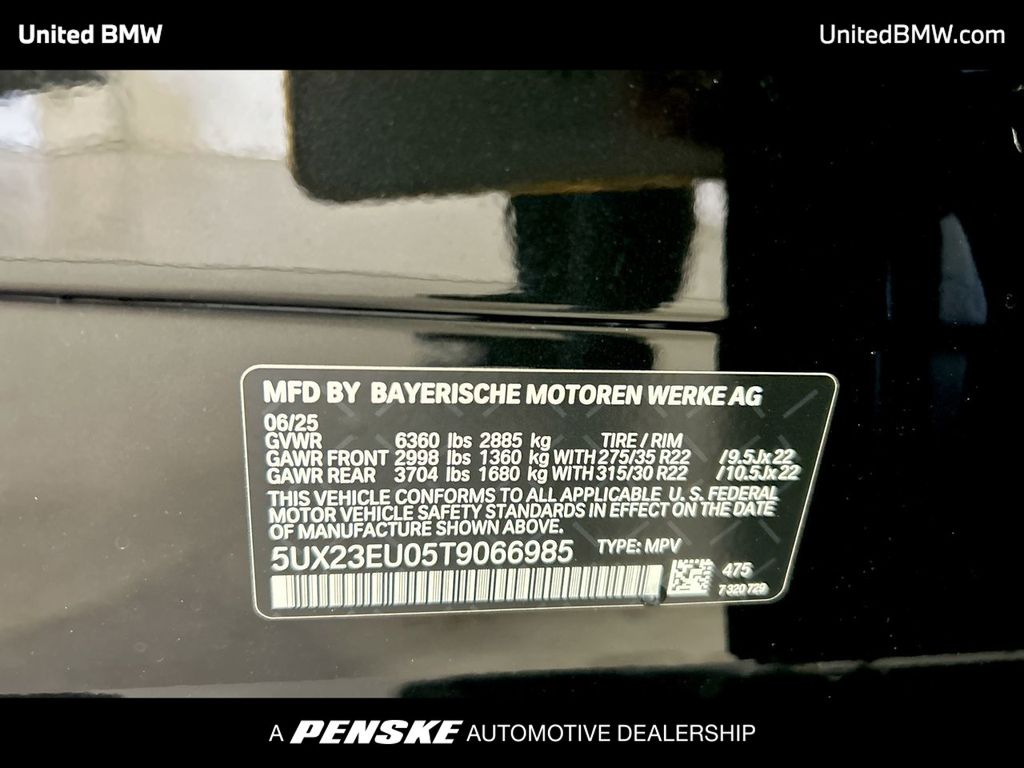 United BMW
UnitedBMW.com
MFD BY BAYERISCHE MOTOREN WERKE AG
06/25
GVWR 6360 lbs 2885 kg TIRE / RIM
GAWR FRONT 2998 lbs 1360 kg WITH 275/35 R22 /9.5Jx22
GAWR REAR 3704 lbs 1680 kg WITH 315/30 R22 /10.5Jx22
THIS VEHICLE CONFORMS TO ALL APPLICABLE U. S. FEDERAL
MOTOR VEHICLE SAFETY STANDARDS IN EFFECT ON THE DATE
OF MANUFACTURE SHOWN ABOVE.
5UX23EU05T9066985 TYPE: MPV
475
7 320 729
A PENSKE AUTOMOTIVE DEALERSHIP